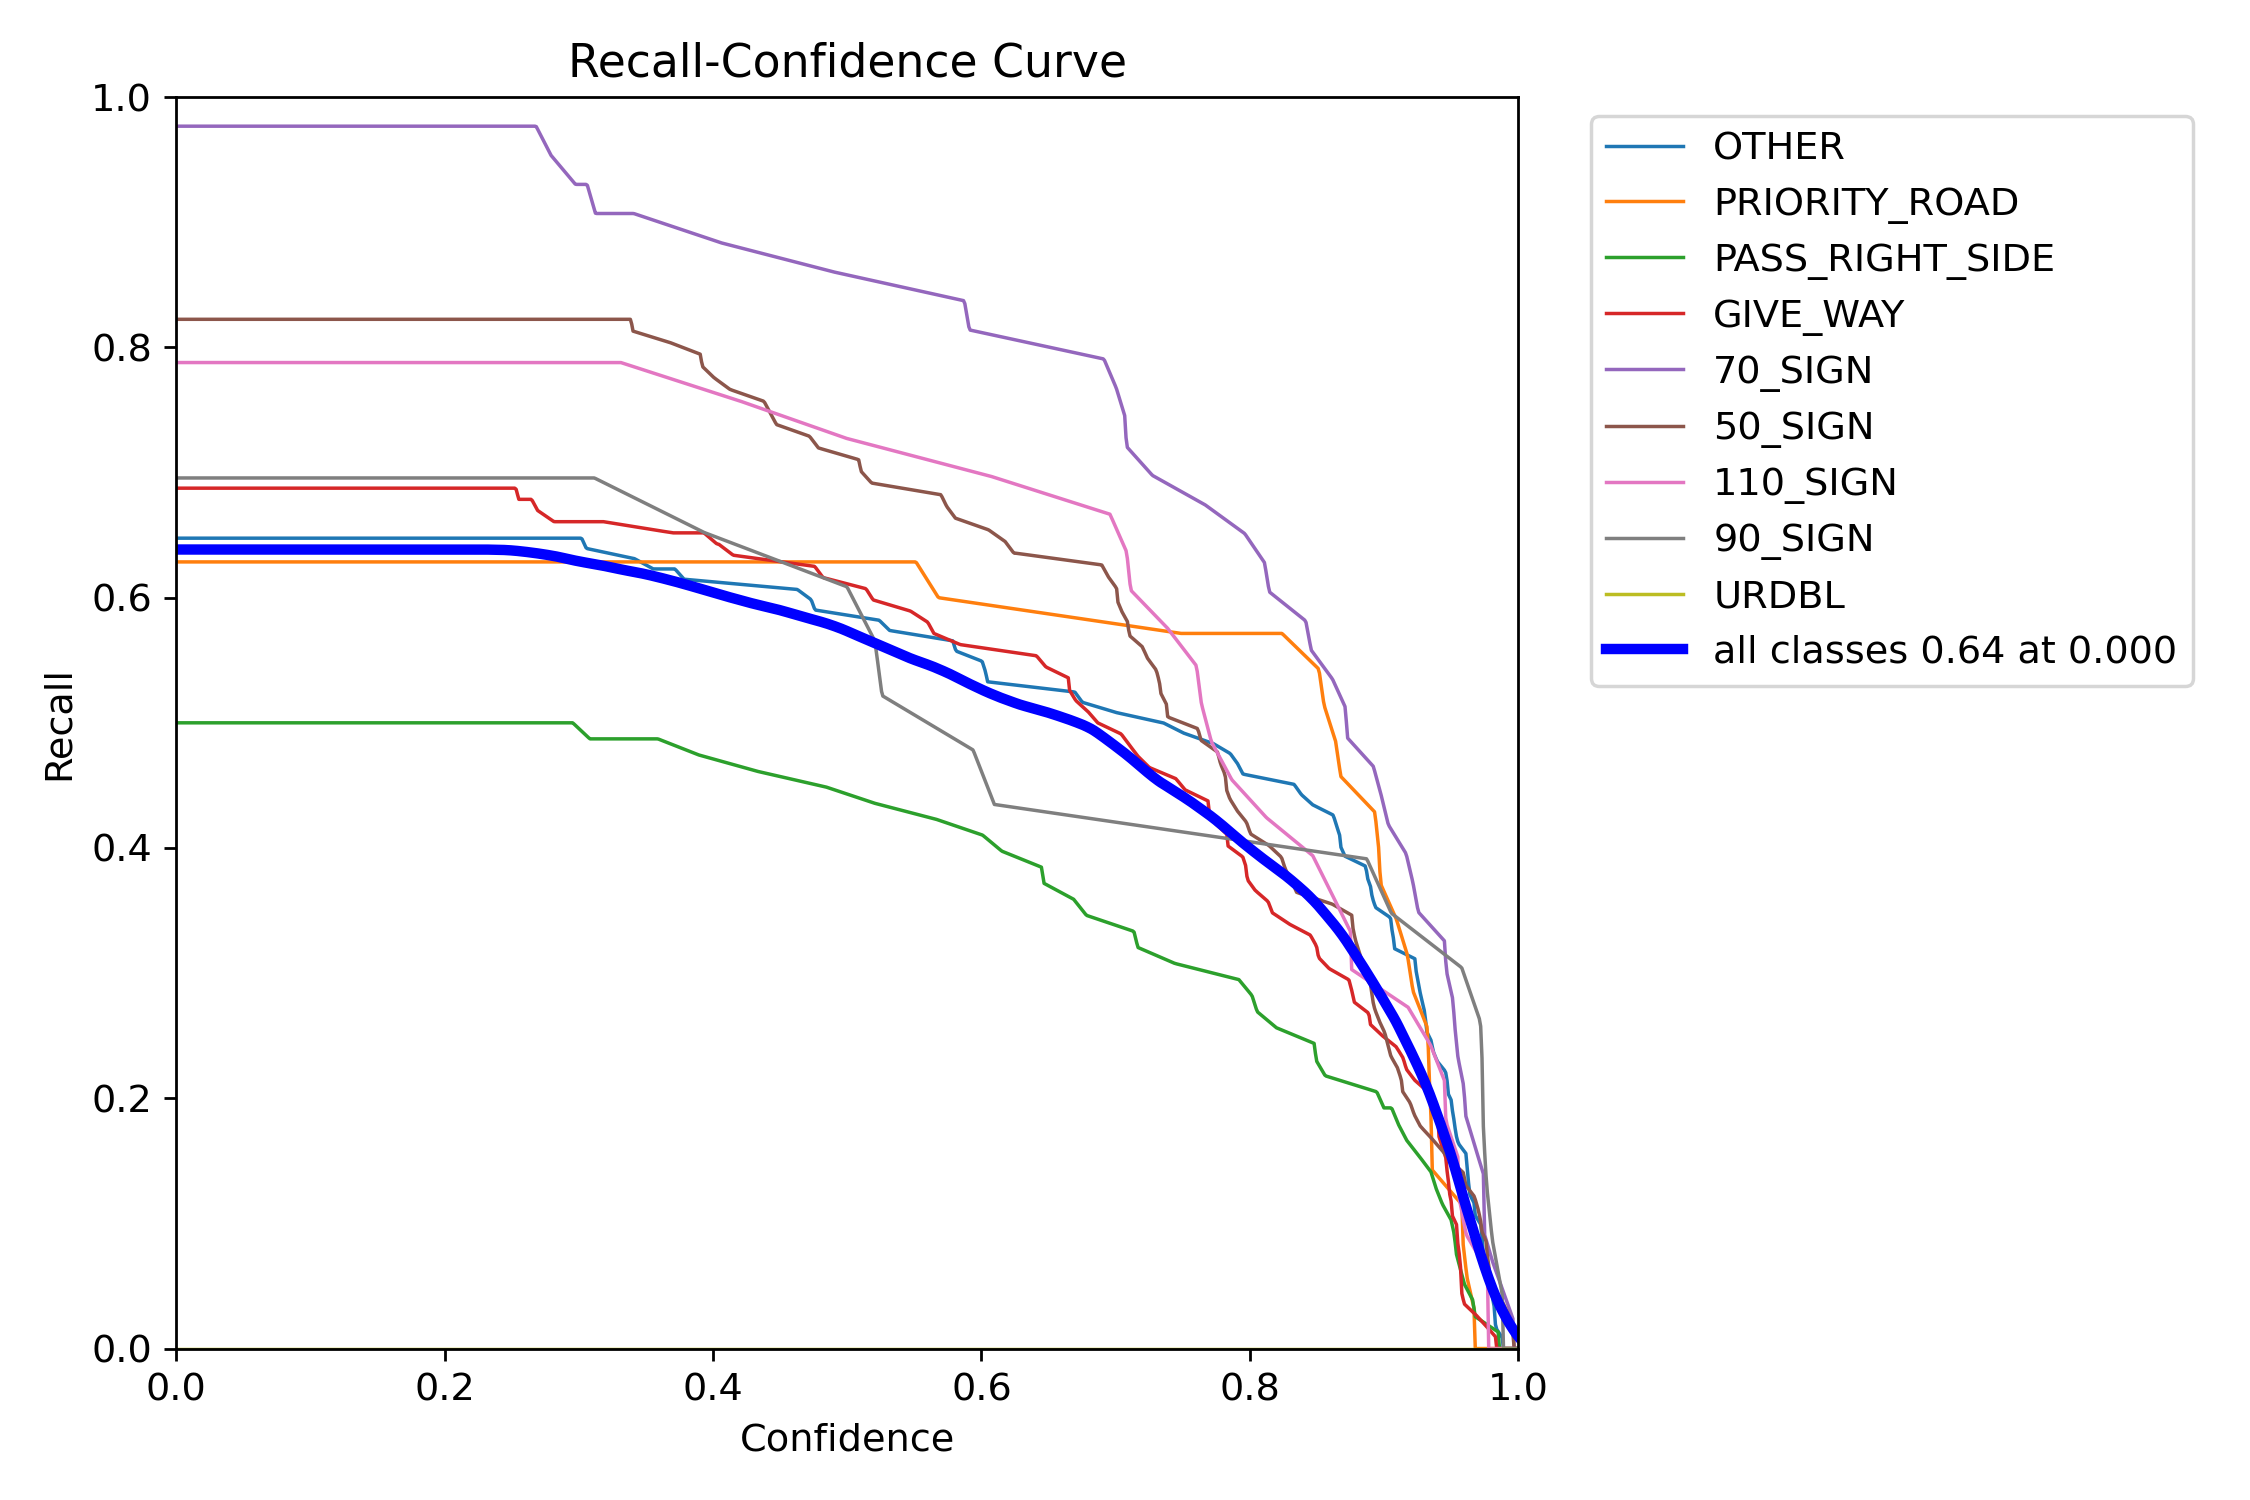 Recall-Confidence Curve
1.0
0.8
0.6
0.4
0.2
0.0
Recall
0.0 0.2 0.4 0.6 0.8 1.0
Confidence
OTHER
PRIORITY_ROAD
PASS_RIGHT_SIDE
GIVE_WAY
70_SIGN
50_SIGN
110_SIGN
90_SIGN
URDBL
all classes 0.64 at 0.000